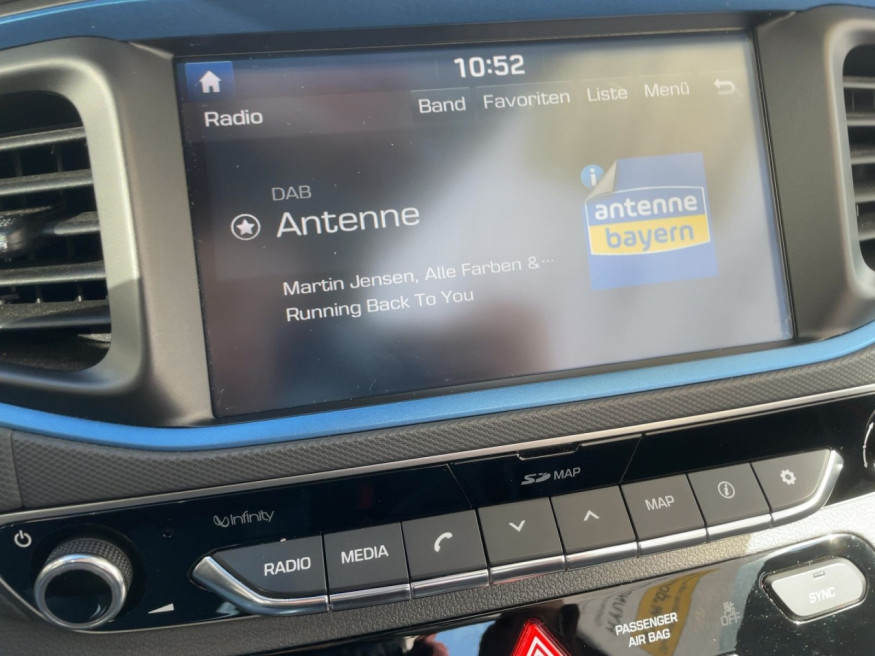 10:52
Radio
Band Favoriten Liste Menü
DAB
Antenne
i
antenne
bayern
Martin Jensen, Alle Farben &...
Running Back To You
SD MAP
Infinity
RADIO MEDIA MAP i
PASSENGER
AIR BAG
OFF
SYNC